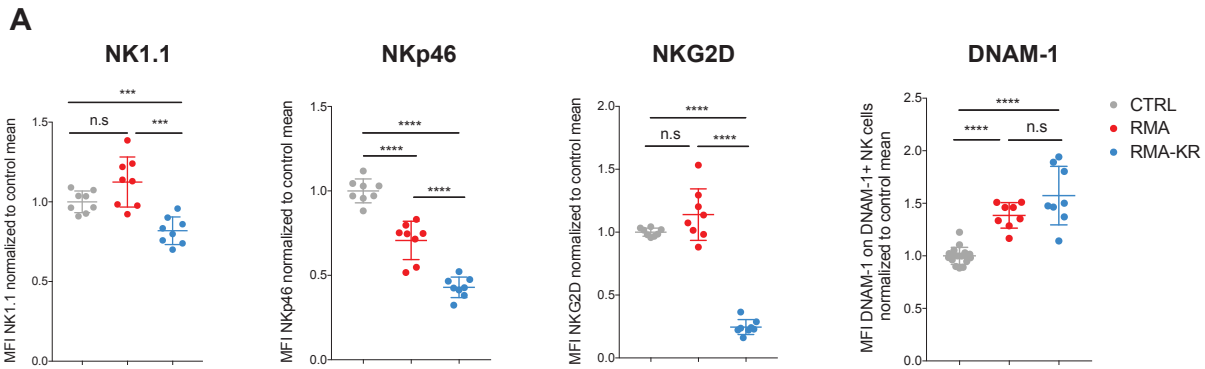 A
NK1.1
NKp46
NKG2D
DNAM-1
MFI NK1.1 normalized to control mean
1.5
1.0
0.5
0.0
***
n.s
***
MFI NKp46 normalized to control mean
1.5
1.0
0.5
0.0
****
****
****
MFI NKG2D normalized to control mean
2.0
1.5
1.0
0.5
0.0
****
n.s
****
MFI DNAM-1 on DNAM-1+ NK cells
normalized to control mean
2.5
2.0
1.5
1.0
0.5
0.0
****
****
n.s
CTRL
RMA
RMA-KR